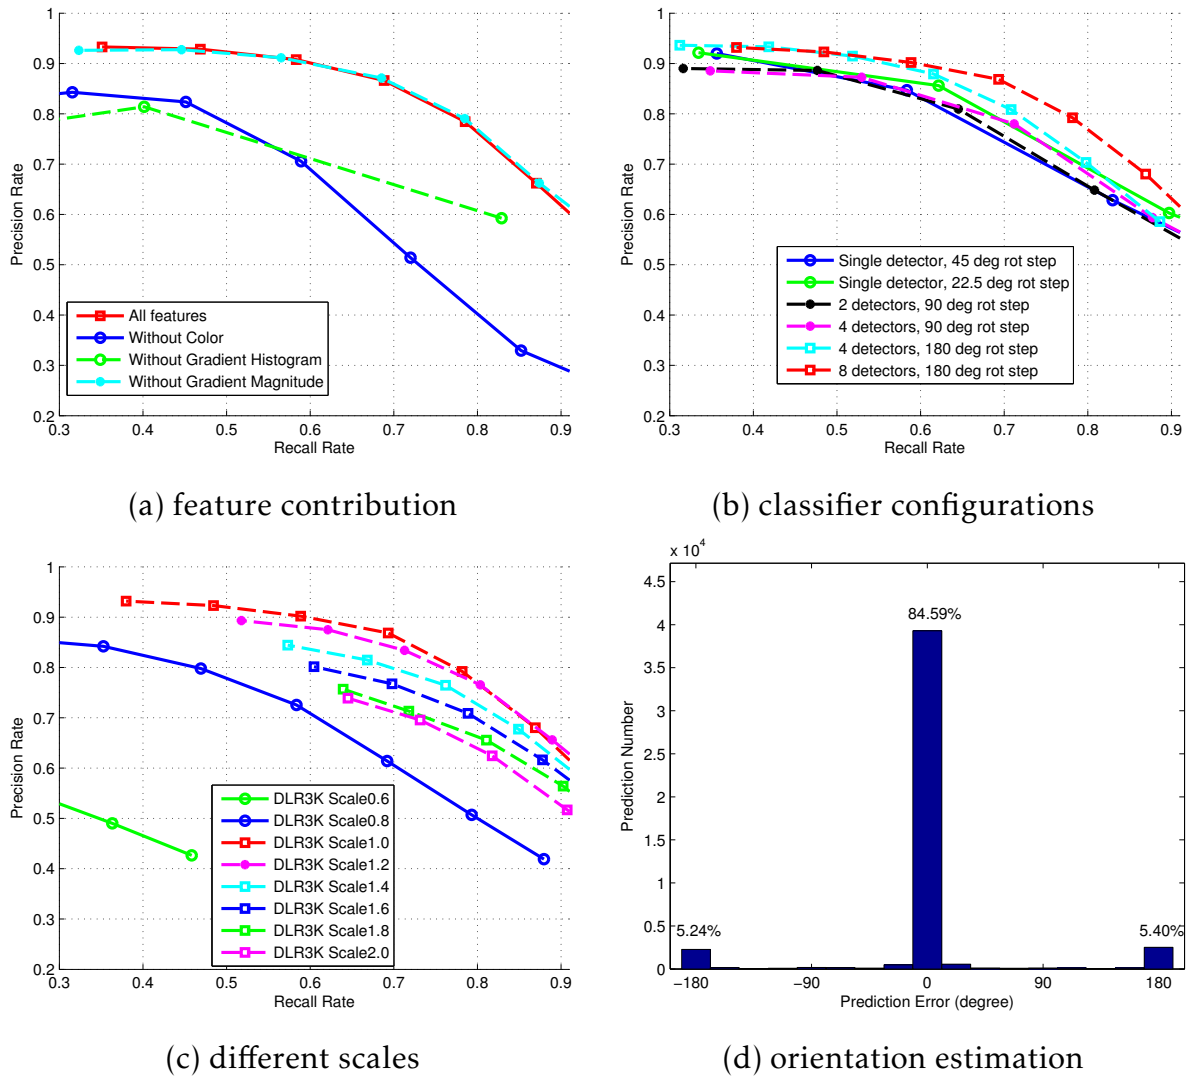 1
0.9
0.8
0.7
0.6
0.5
0.4
0.3
0.2
0.3 0.4 0.5 0.6 0.7 0.8 0.9
Precision Rate
Recall Rate
All features
Without Color
Without Gradient Histogram
Without Gradient Magnitude
(a) feature contribution
1
0.9
0.8
0.7
0.6
0.5
0.4
0.3
0.2
0.3 0.4 0.5 0.6 0.7 0.8 0.9
Precision Rate
Recall Rate
Single detector, 45 deg rot step
Single detector, 22.5 deg rot step
2 detectors, 90 deg rot step
4 detectors, 90 deg rot step
4 detectors, 180 deg rot step
8 detectors, 180 deg rot step
(b) classifier configurations
1
0.9
0.8
0.7
0.6
0.5
0.4
0.3
0.2
0.3 0.4 0.5 0.6 0.7 0.8 0.9
Precision Rate
Recall Rate
DLR3K Scale0.6
DLR3K Scale0.8
DLR3K Scale1.0
DLR3K Scale1.2
DLR3K Scale1.4
DLR3K Scale1.6
DLR3K Scale1.8
DLR3K Scale2.0
(c) different scales
x 10⁴
4.5
4
3.5
3
2.5
2
1.5
1
0.5
0
−180 −90 0 90 180
Prediction Number
Prediction Error (degree)
5.24%
84.59%
5.40%
(d) orientation estimation